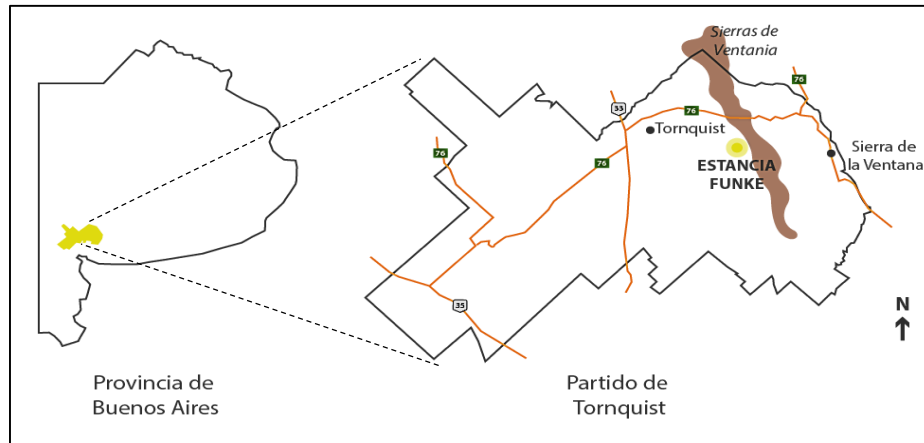 Sierras de
Ventania
76
33
76
Tornquist
76
Sierra de
la Ventana
ESTANCIA
FUNKE
76
35
N
Provincia de
Buenos Aires
Partido de
Tornquist